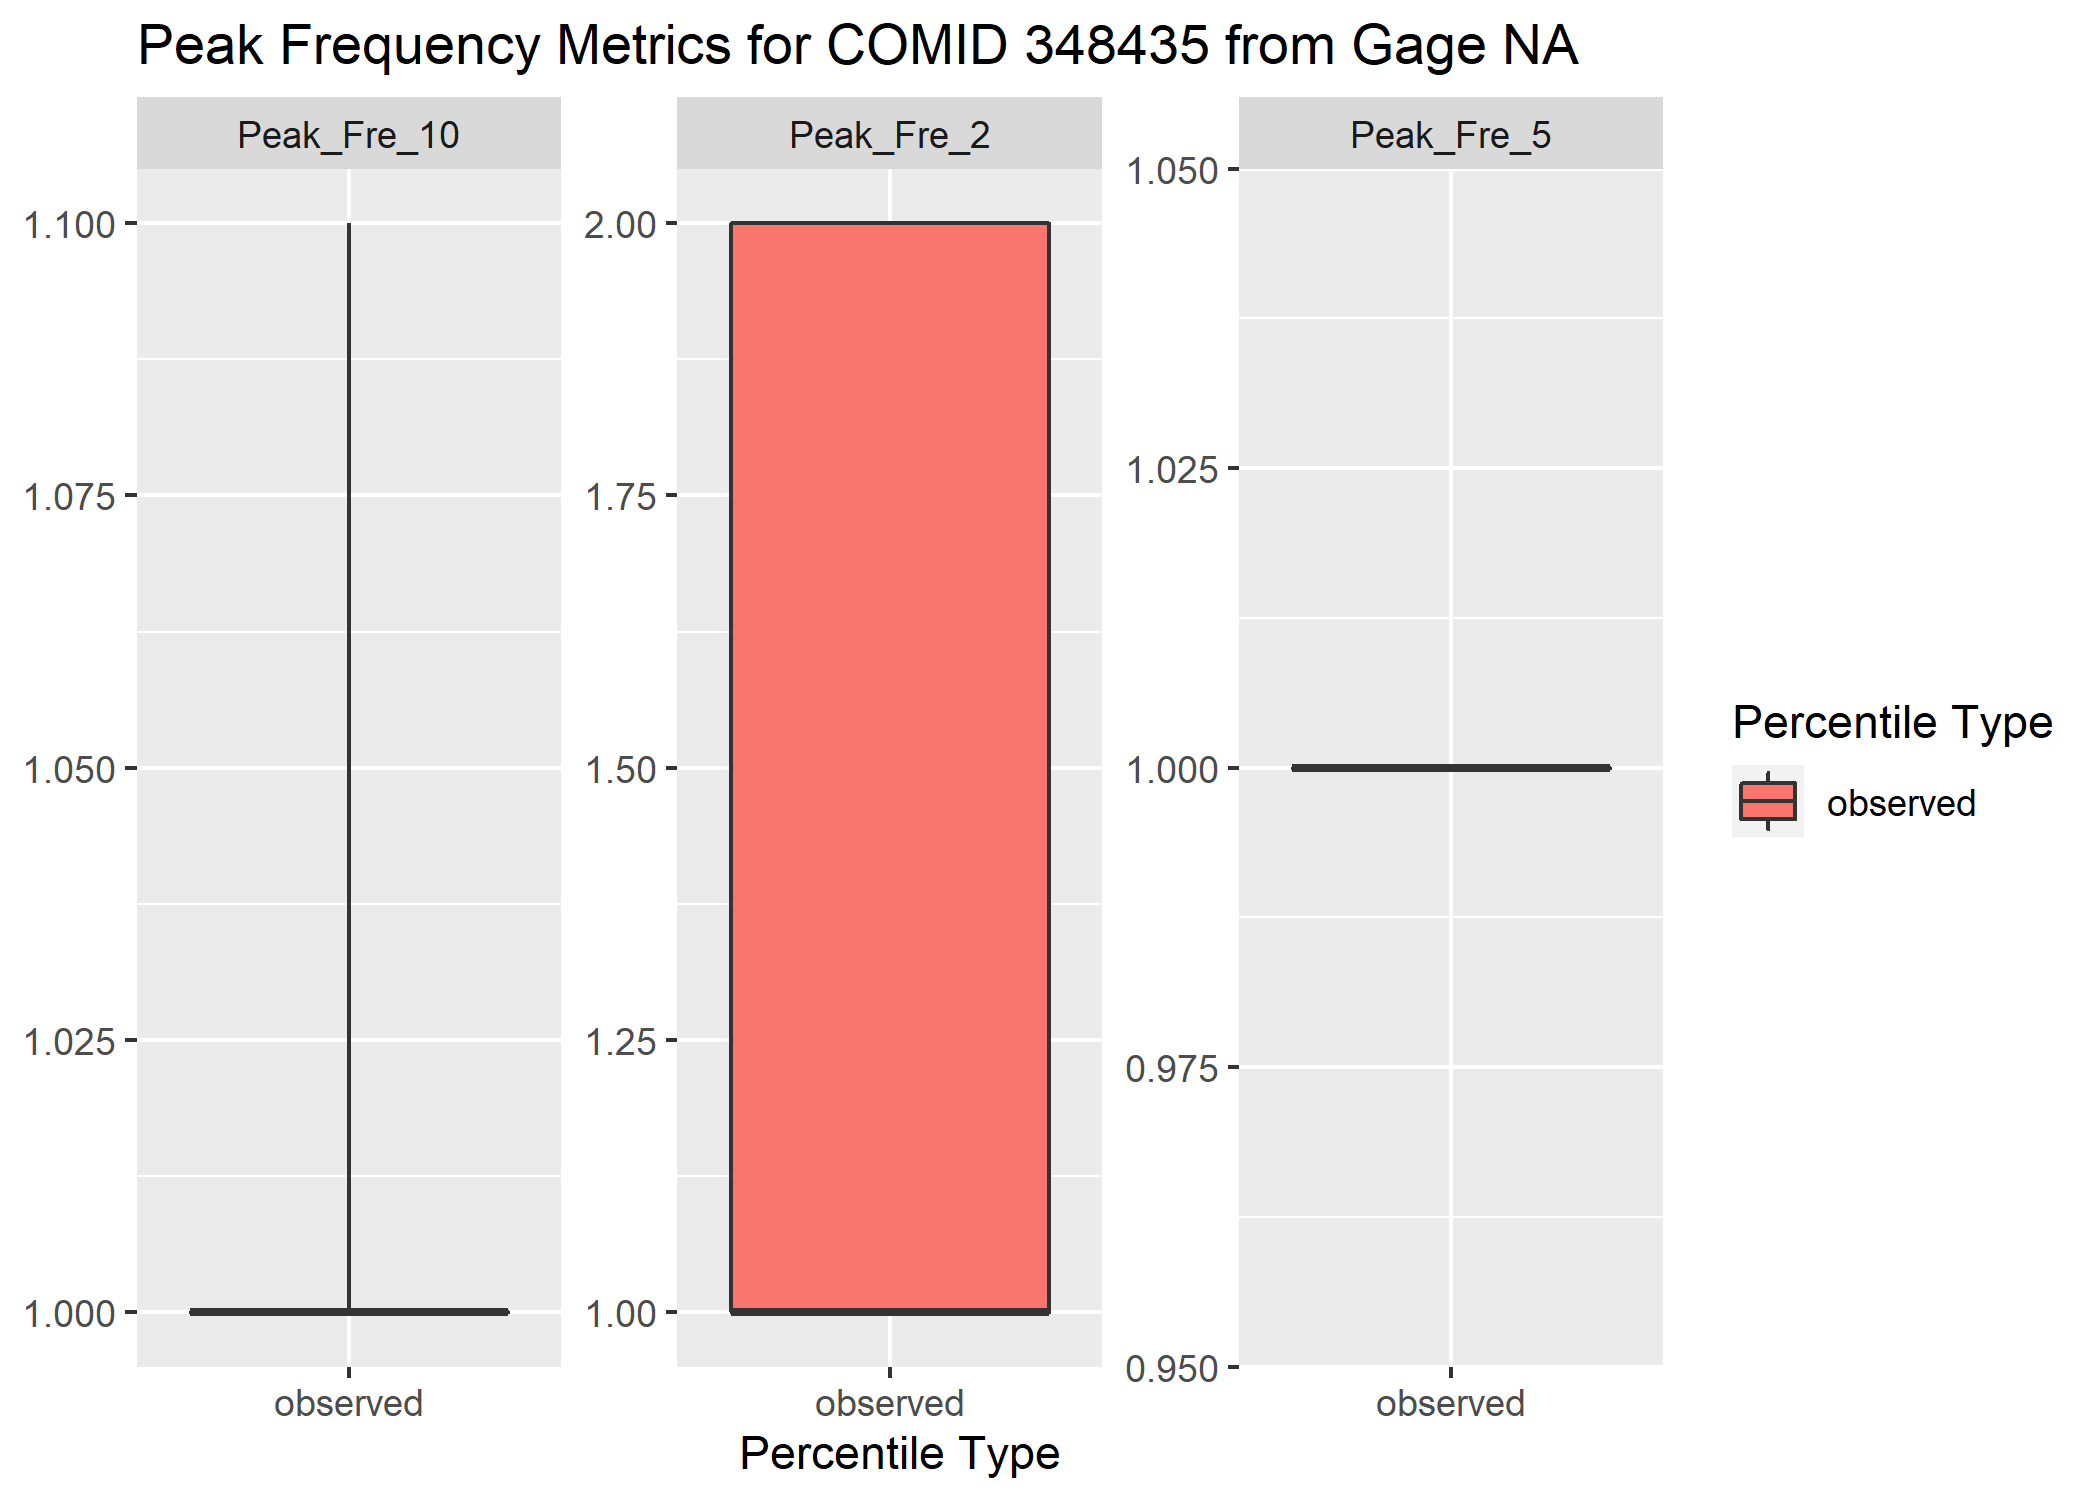 Peak Frequency Metrics for COMID 348435 from Gage NA
Peak_Fre_10
Peak_Fre_2
Peak_Fre_5
1.100
1.075
1.050
1.025
1.000
2.00
1.75
1.50
1.25
1.00
1.050
1.025
1.000
0.975
0.950
observed
observed
observed
Percentile Type
Percentile Type
observed